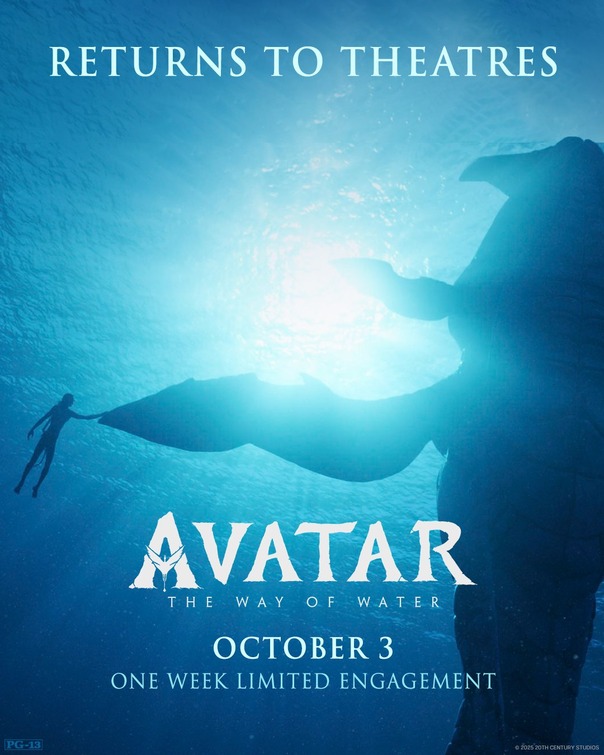 RETURNS TO THEATRES
AVATAR
THE WAY OF WATER
OCTOBER 3
ONE WEEK LIMITED ENGAGEMENT
PG-13
© 2025 20TH CENTURY STUDIOS